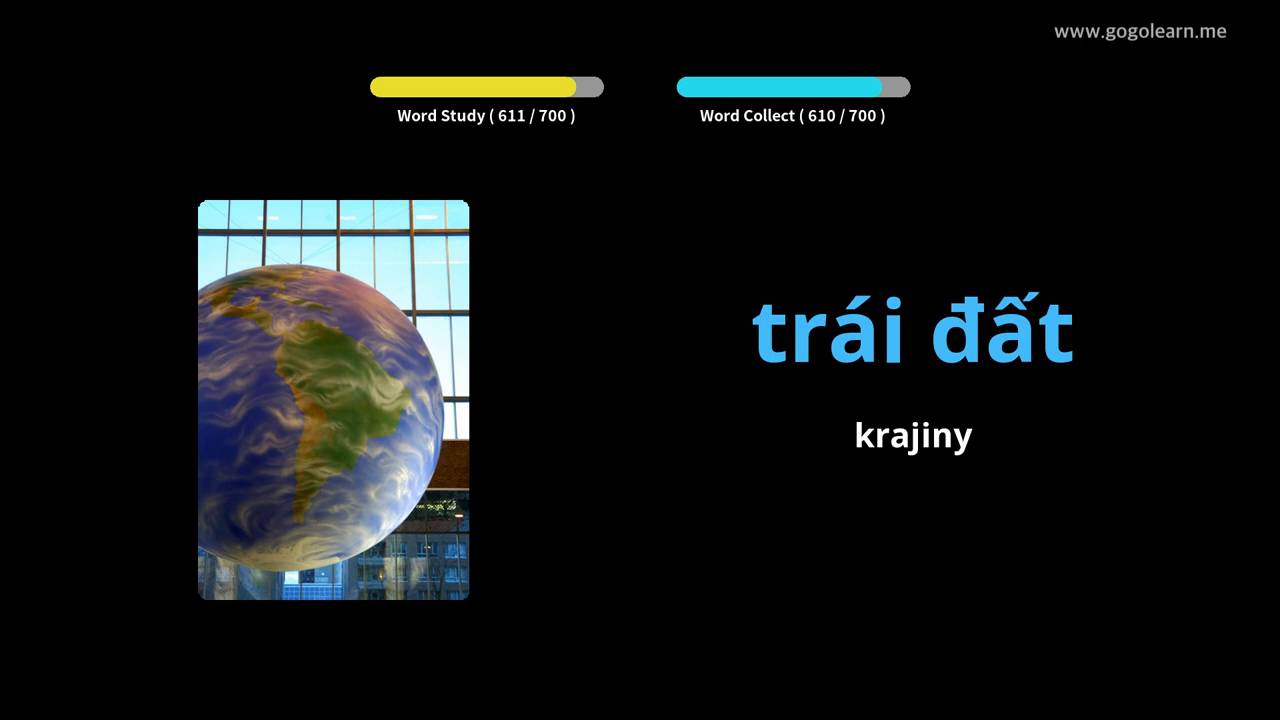 www.gogolearn.me
Word Study ( 611 / 700 )
Word Collect ( 610 / 700 )
trái đất
krajiny